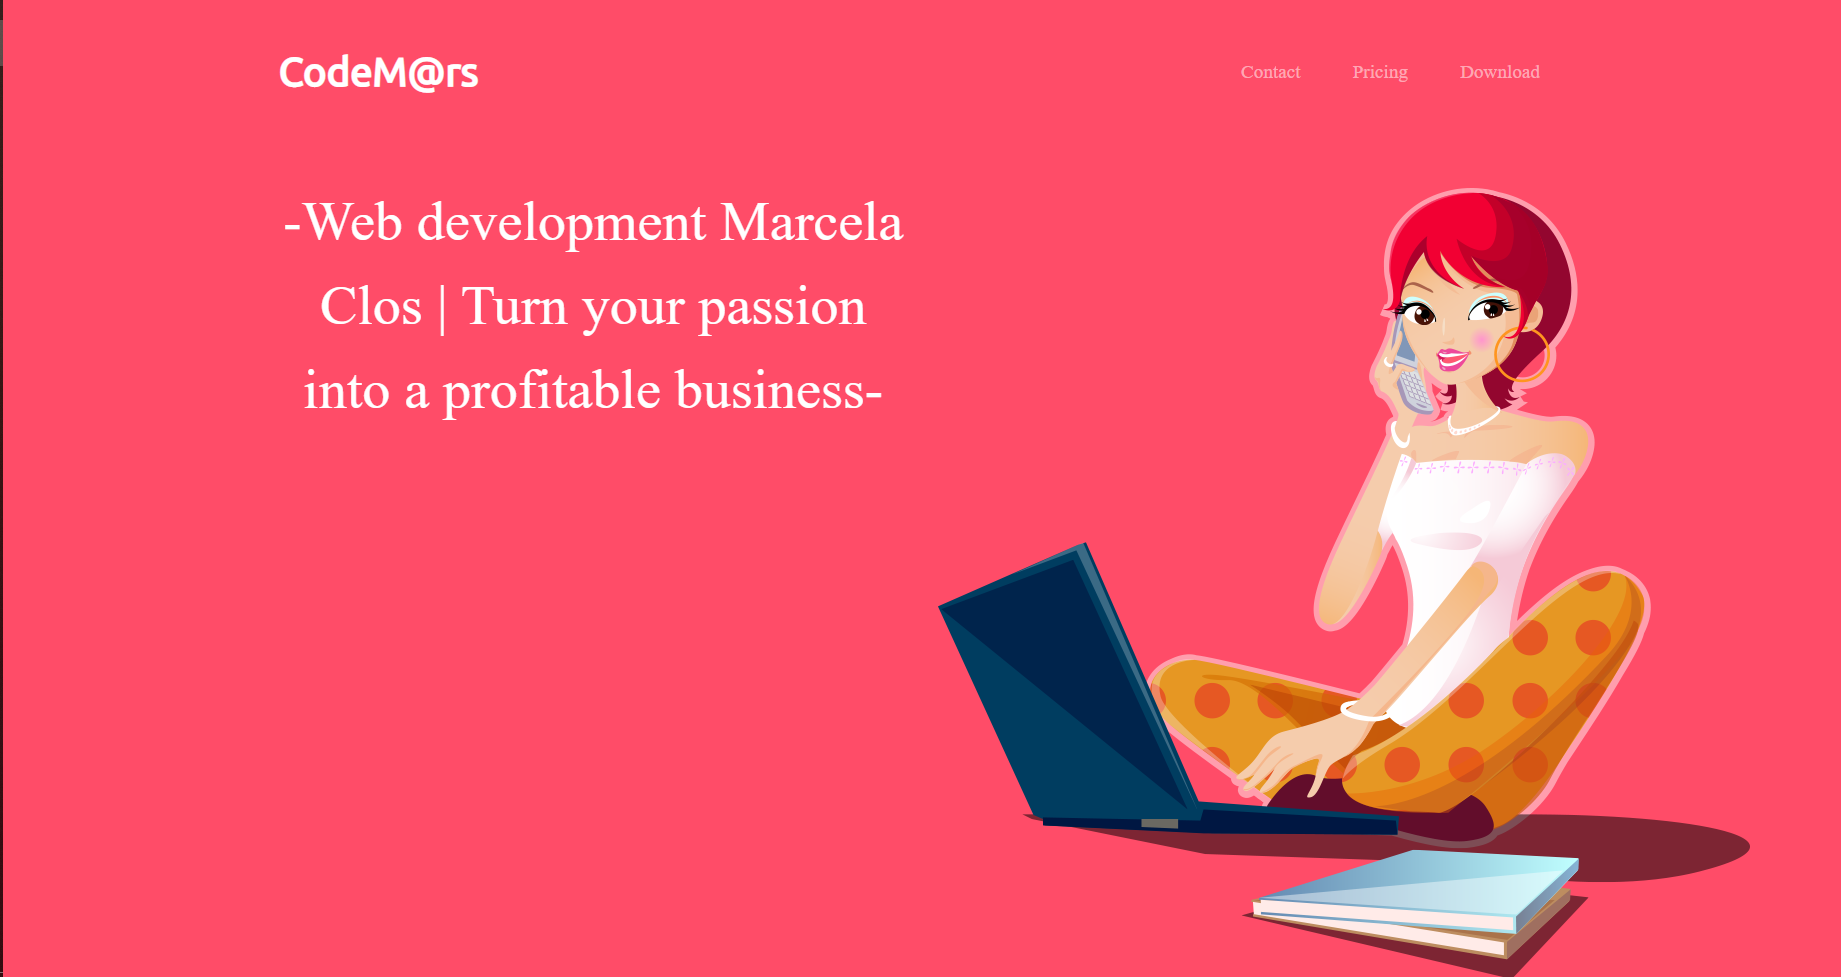 CodeM@rs
Contact
Pricing
Download
-Web development Marcela
Clos | Turn your passion
into a profitable business-